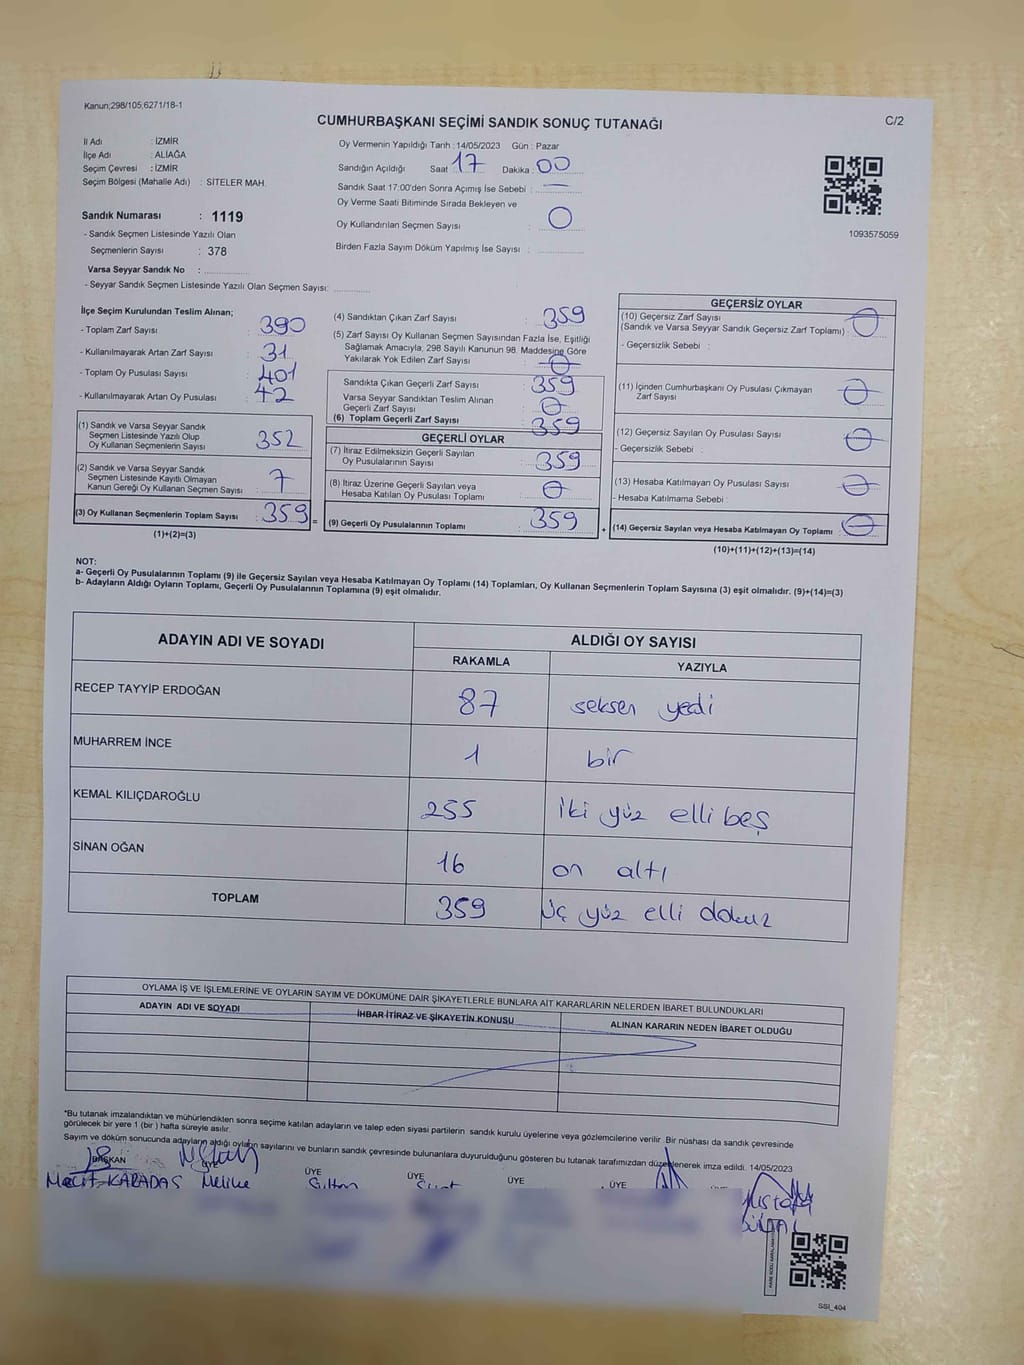 Kanun;298/105;6271/18-1
CUMHURBAŞKANI SEÇİMİ SANDIK SONUÇ TUTANAĞI
C/2
İl Adı : İZMİR
İlçe Adı : ALİAĞA
Seçim Çevresi : İZMİR
Seçim Bölgesi (Mahalle Adı) : SİTELER MAH.
Oy Vermenin Yapıldığı Tarih :14/05/2023 Gün : Pazar
Sandığın Açıldığı Saat : 17 Dakika : 00
Sandık Saat 17:00'den Sonra Açımış İse Sebebi : —
Oy Verme Saati Bitiminde Sırada Bekleyen ve
Oy Kullandırılan Seçmen Sayısı : 0
Birden Fazla Sayım Döküm Yapılmış İse Sayısı :
1093575059
Sandık Numarası : 1119
- Sandık Seçmen Listesinde Yazılı Olan
Seçmenlerin Sayısı : 378
Varsa Seyyar Sandık No :
- Seyyar Sandık Seçmen Listesinde Yazılı Olan Seçmen Sayısı:
İlçe Seçim Kurulundan Teslim Alınan;
- Toplam Zarf Sayısı : 390
- Kullanılmayarak Artan Zarf Sayısı : 31
- Toplam Oy Pusulası Sayısı : 401
- Kullanılmayarak Artan Oy Pusulası : 42
(1) Sandık ve Varsa Seyyar Sandık
Seçmen Listesinde Yazılı Olup
Oy Kullanan Seçmenlerin Sayısı : 352
(2) Sandık ve Varsa Seyyar Sandık
Seçmen Listesinde Kayıtlı Olmayan
Kanun Gereği Oy Kullanan Seçmen Sayısı : 7
(3) Oy Kullanan Seçmenlerin Toplam Sayısı : 359
(1)+(2)=(3)
(4) Sandıktan Çıkan Zarf Sayısı : 359
(5) Zarf Sayısı Oy Kullanan Seçmen Sayısından Fazla İse, Eşitliği
Sağlamak Amacıyla, 298 Sayılı Kanunun 98. Maddesine Göre
Yakılarak Yok Edilen Zarf Sayısı : 0
Sandıkta Çıkan Geçerli Zarf Sayısı : 359
Varsa Seyyar Sandıktan Teslim Alınan
Geçerli Zarf Sayısı : 0
(6) Toplam Geçerli Zarf Sayısı : 359
GEÇERLİ OYLAR
(7) İtiraz Edilmeksizin Geçerli Sayılan
Oy Pusulalarının Sayısı : 359
(8) İtiraz Üzerine Geçerli Sayılan veya
Hesaba Katılan Oy Pusulası Toplamı : 0
= (9) Geçerli Oy Pusulalarının Toplamı : 359
GEÇERSİZ OYLAR
(10) Geçersiz Zarf Sayısı
(Sandık ve Varsa Seyyar Sandık Geçersiz Zarf Toplamı) : 0
- Geçersizlik Sebebi :
(11) İçinden Cumhurbaşkanı Oy Pusulası Çıkmayan
Zarf Sayısı : 0
(12) Geçersiz Sayılan Oy Pusulası Sayısı : 0
- Geçersizlik Sebebi :
(13) Hesaba Katılmayan Oy Pusulası Sayısı : 0
- Hesaba Katılmama Sebebi :
+ (14) Geçersiz Sayılan veya Hesaba Katılmayan Oy Toplamı : 0
(10)+(11)+(12)+(13)=(14)
NOT:
a- Geçerli Oy Pusulalarının Toplamı (9) ile Geçersiz Sayılan veya Hesaba Katılmayan Oy Toplamı (14) Toplamları, Oy Kullanan Seçmenlerin Toplam Sayısına (3) eşit olmalıdır. (9)+(14)=(3)
b- Adayların Aldığı Oyların Toplamı, Geçerli Oy Pusulalarının Toplamına (9) eşit olmalıdır.
ADAYIN ADI VE SOYADI ALDIĞI OY SAYISI
RAKAMLA YAZIYLA
RECEP TAYYİP ERDOĞAN 87 seksen yedi
MUHARREM İNCE 1 bir
KEMAL KILIÇDAROĞLU 255 iki yüz elli beş
SİNAN OĞAN 16 on altı
TOPLAM 359 üç yüz elli dokuz
OYLAMA İŞ VE İŞLEMLERİNE VE OYLARIN SAYIM VE DÖKÜMÜNE DAİR ŞİKAYETLERLE BUNLARA AİT KARARLARIN NELERDEN İBARET BULUNDUKLARI
ADAYIN ADI VE SOYADI İHBAR İTİRAZ VE ŞİKAYETİN KONUSU ALINAN KARARIN NEDEN İBARET OLDUĞU
*Bu tutanak imzalandıktan ve mühürlendikten sonra seçime katılan adayların ve talep eden siyasi partilerin sandık kurulu üyelerine veya gözlemcilerine verilir. Bir nüshası da sandık çevresinde
görülecek bir yere 1 (bir ) hafta süreyle asılır.
Sayım ve döküm sonucunda adayların aldığı oyların sayılarını ve bunların sandık çevresinde bulunanlara duyurulduğunu gösteren bu tutanak tarafımızdan düzenlenerek imza edildi. 14/05/2023
BAŞKAN ÜYE ÜYE ÜYE ÜYE ÜYE
KARADAŞ Melike
SSI_404